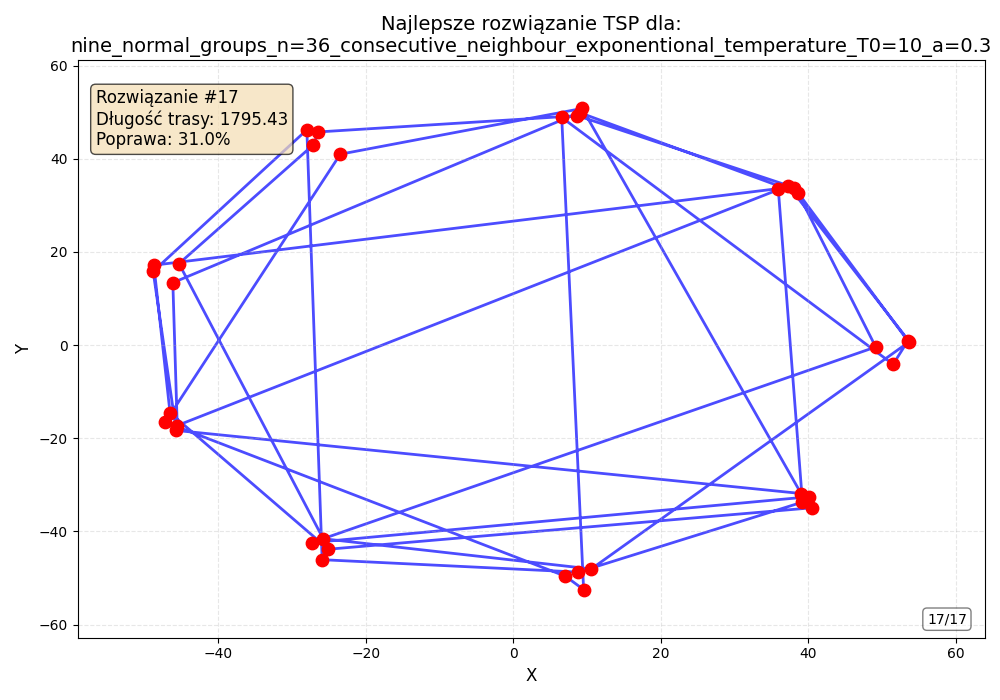 Najlepsze rozwiązanie TSP dla:
nine_normal_groups_n=36_consecutive_neighbour_exponentional_temperature_T0=10_a=0.3
Rozwiązanie #17
Długość trasy: 1795.43
Poprawa: 31.0%
60
40
20
0
−20
−40
−60
Y
17/17
−40
−20
0
20
40
60
X